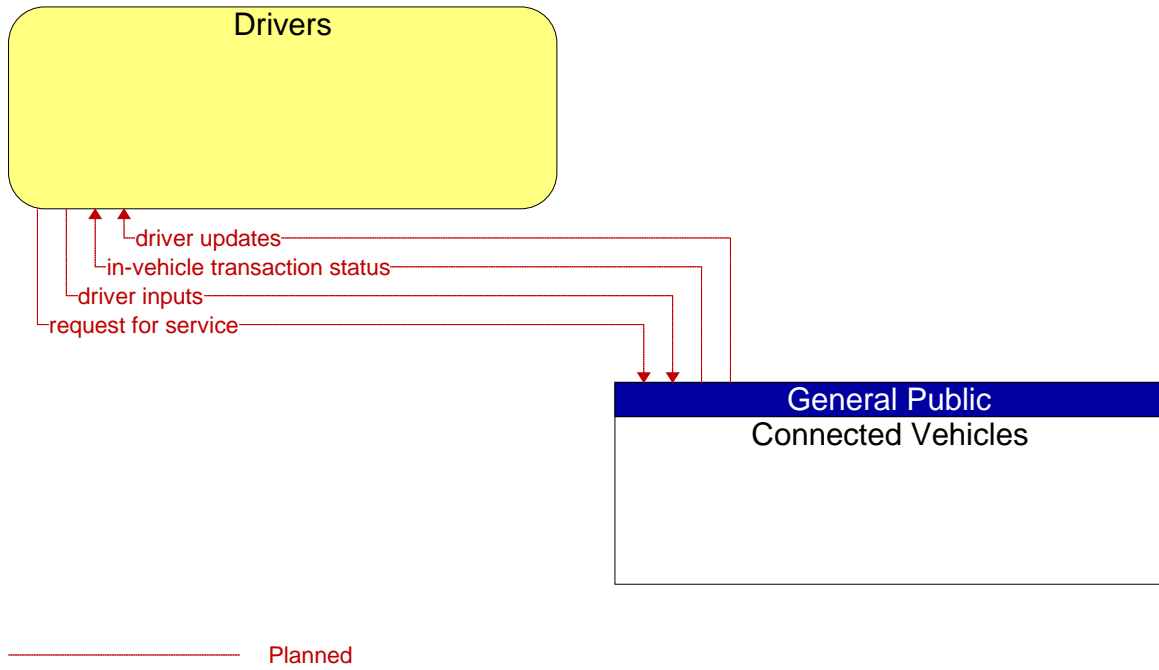 Drivers
driver updates
in-vehicle transaction status
driver inputs
request for service
General Public
Connected Vehicles
Planned